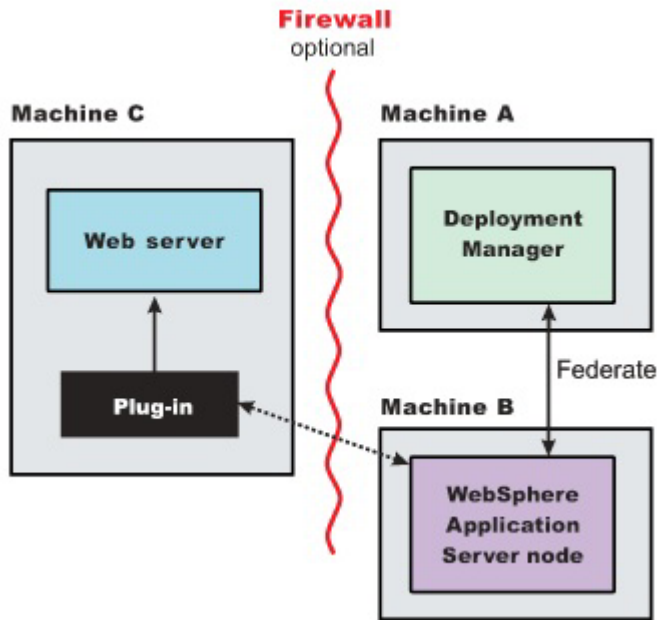 Firewall
optional
Machine C
Web server
Plug-in
Machine A
Deployment
Manager
Federate
Machine B
WebSphere
Application
Server node